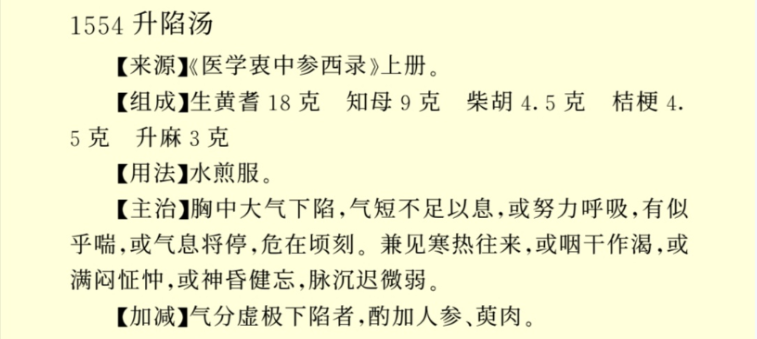 1554 升陷汤
【来源】《医学衷中参西录》上册。
【组成】生黄耆 18 克　知母 9 克　柴胡 4.5 克　桔梗 4.
5 克　升麻 3 克
【用法】水煎服。
【主治】胸中大气下陷,气短不足以息,或努力呼吸,有似
乎喘,或气息将停,危在顷刻。兼见寒热往来,或咽干作渴,或
满闷怔忡,或神昏健忘,脉沉迟微弱。
【加减】气分虚极下陷者,酌加人参、萸肉。